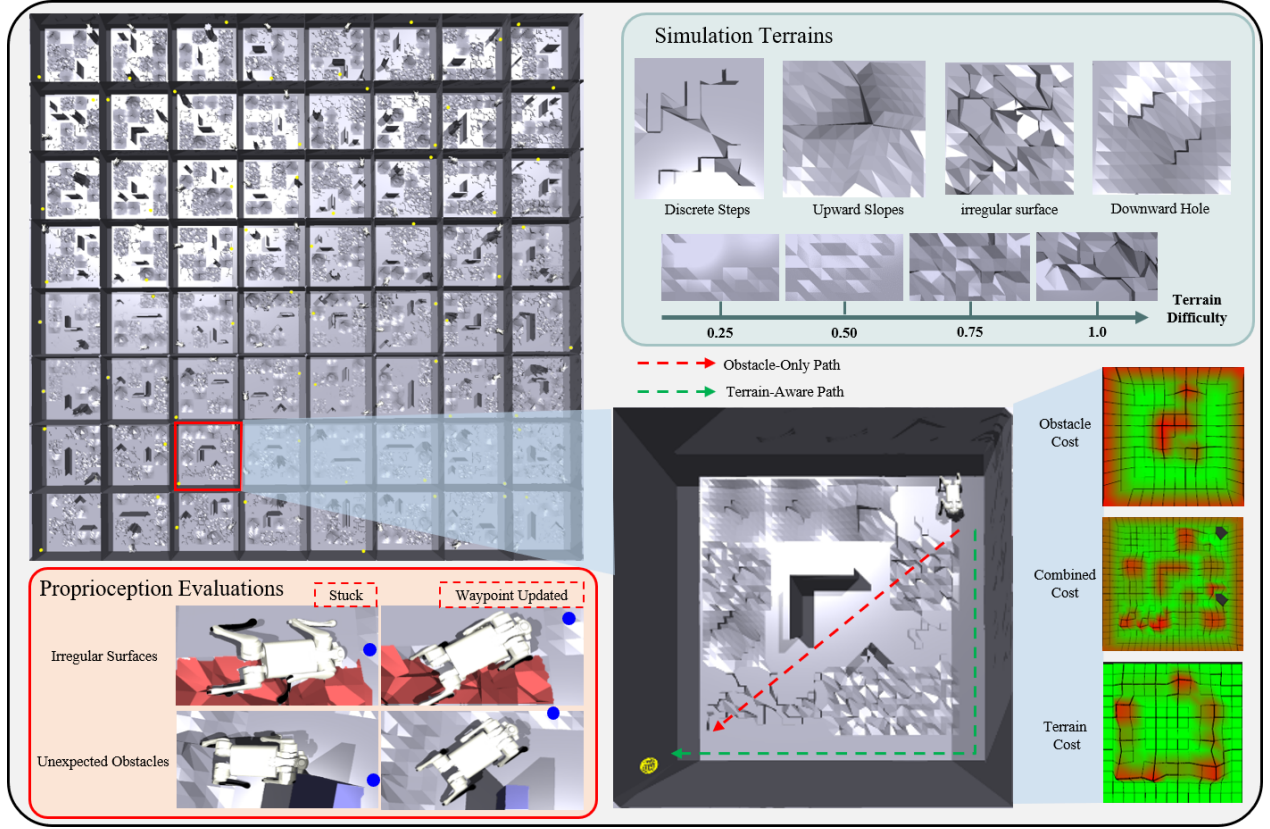 Simulation Terrains
Discrete Steps
Upward Slopes
irregular surface
Downward Hole
0.25
0.50
0.75
1.0
Terrain
Difficulty
Obstacle-Only Path
Terrain-Aware Path
Obstacle
Cost
Combined
Cost
Terrain
Cost
Proprioception Evaluations
Stuck
Waypoint Updated
Irregular Surfaces
Unexpected Obstacles